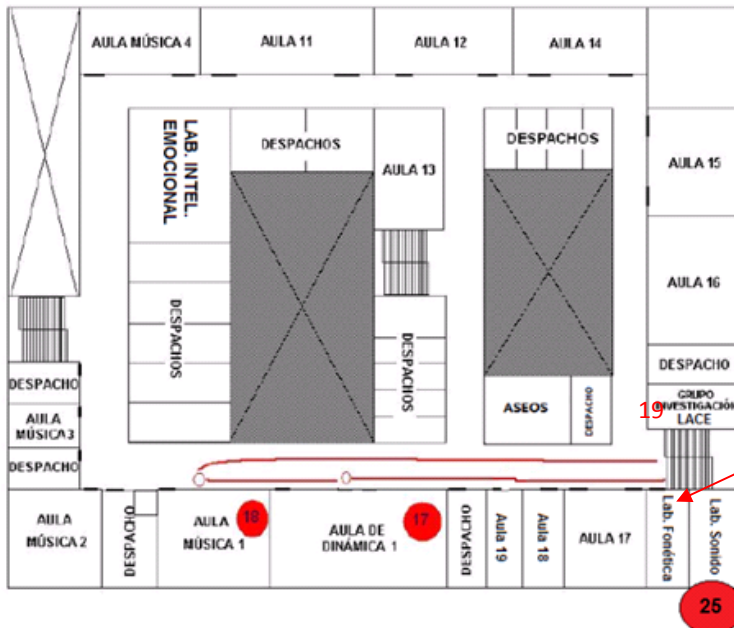 AULA MÚSICA 4
AULA 11
AULA 12
AULA 14
LAB. INTEL.
EMOCIONAL
DESPACHOS
AULA 13
DESPACHOS
AULA 15
AULA 16
DESPACHOS
DESPACHOS
DESPACHO
DESPACHO
AULA
MÚSICA 3
DESPACHO
ASEOS
DESPACHO
GRUPO
INVESTIGACIÓN
LACE
19
AULA
MÚSICA 2
DESPACHO
AULA
MÚSICA 1
18
AULA DE
DINÁMICA 1
17
DESPACHO
Aula 19
Aula 18
AULA 17
Lab. Fonética
Lab. Sonido
25